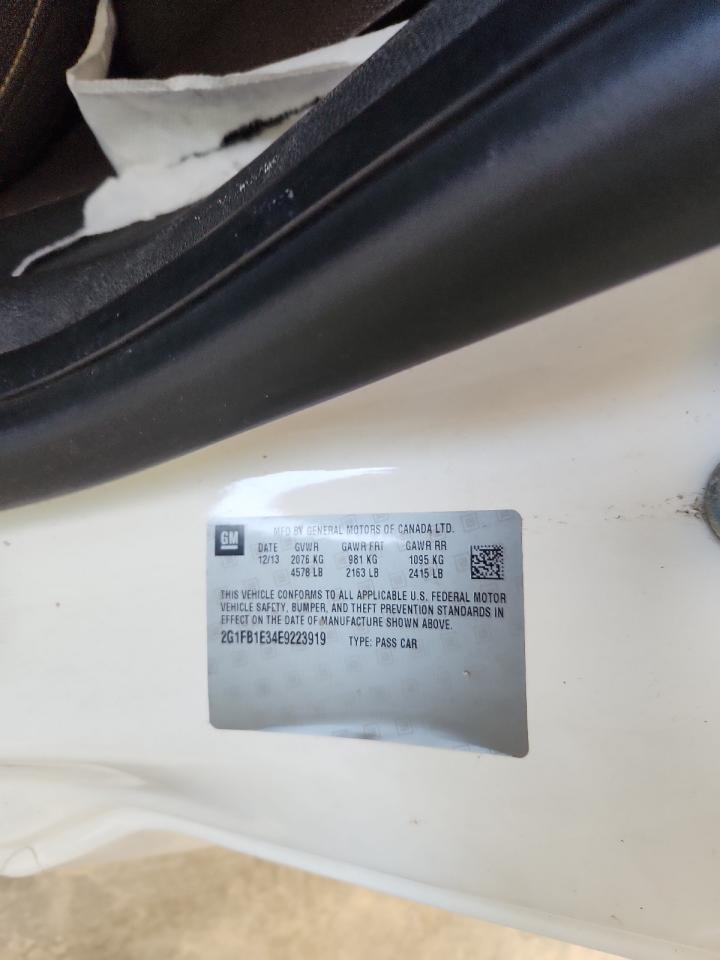 GM
MFD BY GENERAL MOTORS OF CANADA LTD.
DATE GVWR GAWR FRT GAWR RR
12/13 2076 KG 981 KG 1095 KG
4578 LB 2163 LB 2415 LB
THIS VEHICLE CONFORMS TO ALL APPLICABLE U.S. FEDERAL MOTOR
VEHICLE SAFETY, BUMPER, AND THEFT PREVENTION STANDARDS IN
EFFECT ON THE DATE OF MANUFACTURE SHOWN ABOVE.
2G1FB1E34E9223919 TYPE: PASS CAR